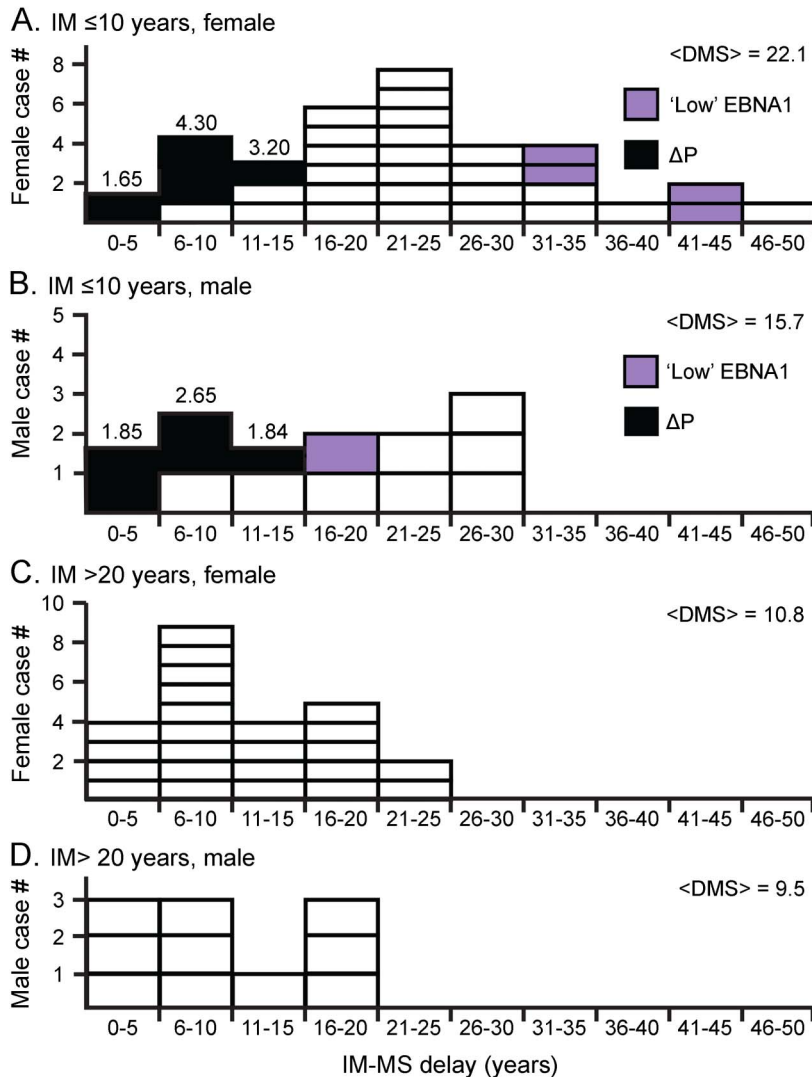 A. IM ≤10 years, female
<DMS> = 22.1
'Low' EBNA1
ΔP
Female case #
8
6
4
2
1.65
4.30
3.20
0-5 6-10 11-15 16-20 21-25 26-30 31-35 36-40 41-45 46-50
B. IM ≤10 years, male
<DMS> = 15.7
'Low' EBNA1
ΔP
Male case #
5
4
3
2
1
1.85
2.65
1.84
0-5 6-10 11-15 16-20 21-25 26-30 31-35 36-40 41-45 46-50
C. IM >20 years, female
<DMS> = 10.8
Female case #
10
8
6
4
2
0-5 6-10 11-15 16-20 21-25 26-30 31-35 36-40 41-45 46-50
D. IM> 20 years, male
<DMS> = 9.5
Male case #
3
2
1
0-5 6-10 11-15 16-20 21-25 26-30 31-35 36-40 41-45 46-50
IM-MS delay (years)